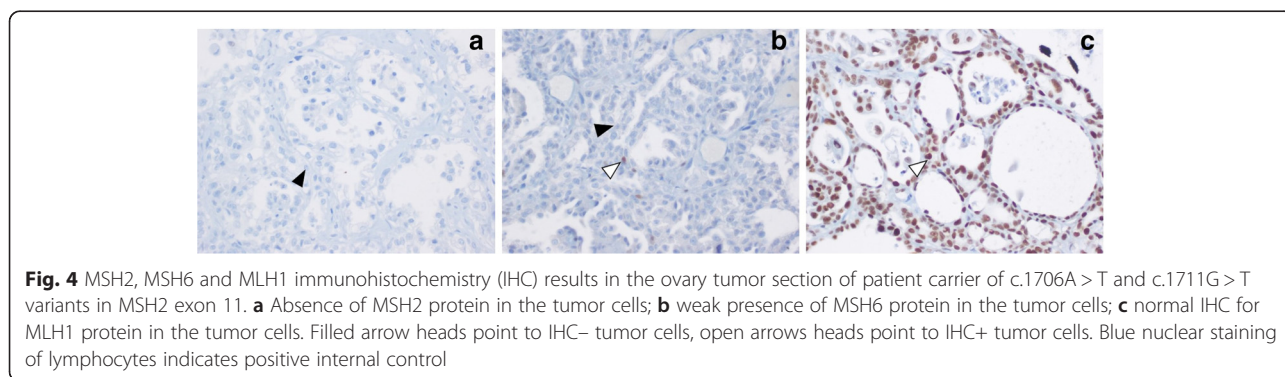 a b c
Fig. 4 MSH2, MSH6 and MLH1 immunohistochemistry (IHC) results in the ovary tumor section of patient carrier of c.1706A > T and c.1711G > T
variants in MSH2 exon 11. a Absence of MSH2 protein in the tumor cells; b weak presence of MSH6 protein in the tumor cells; c normal IHC for
MLH1 protein in the tumor cells. Filled arrow heads point to IHC– tumor cells, open arrows heads point to IHC+ tumor cells. Blue nuclear staining
of lymphocytes indicates positive internal control